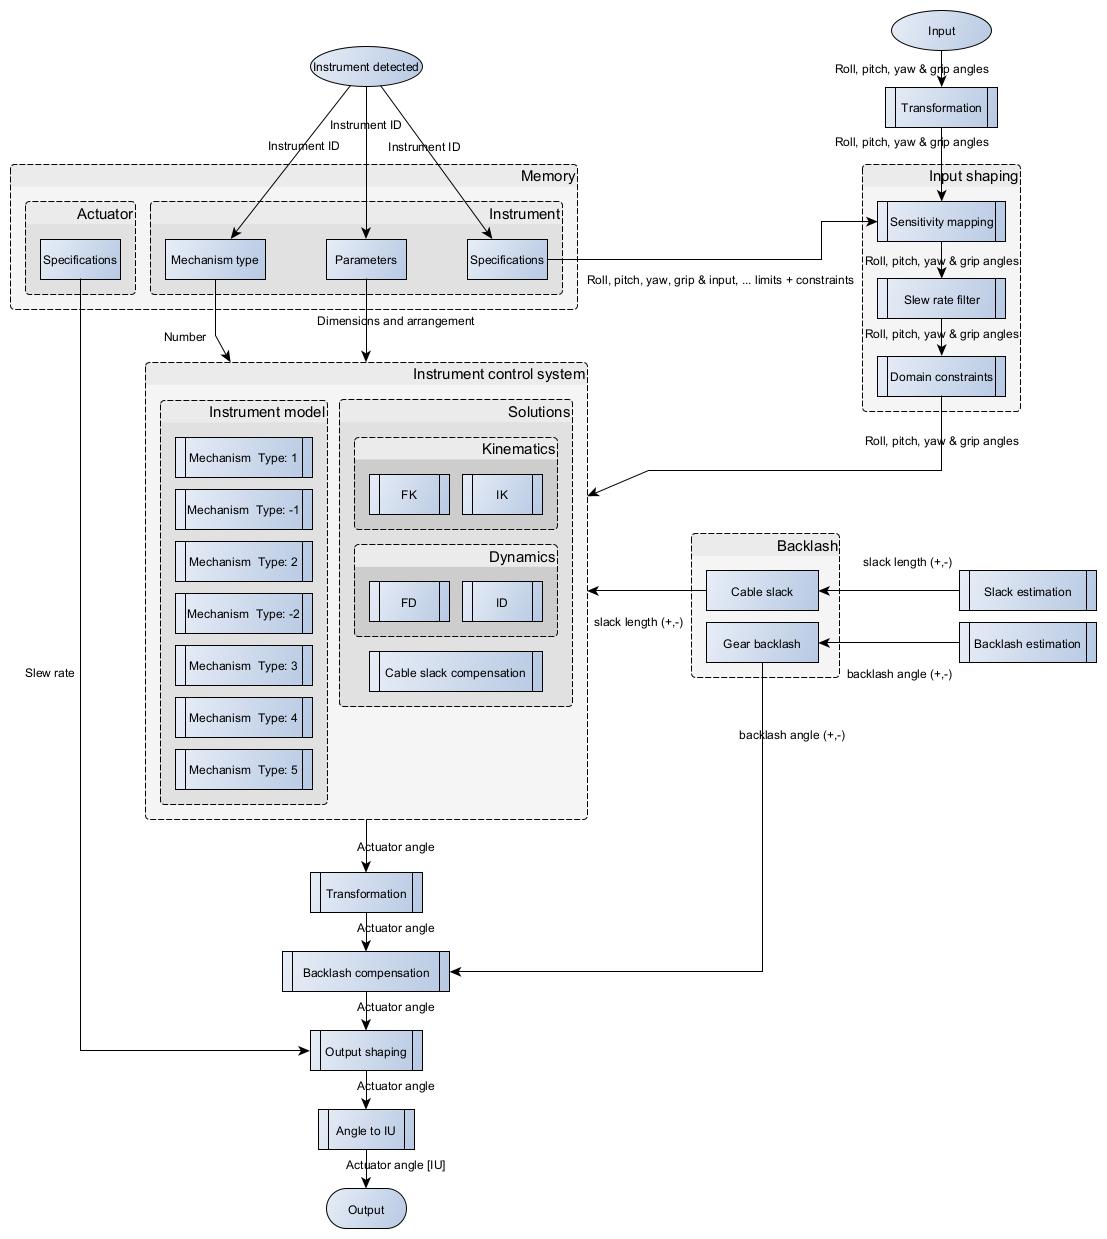 Input
Roll, pitch, yaw & grip angles
Transformation
Roll, pitch, yaw & grip angles
Instrument detected
Instrument ID
Instrument ID
Instrument ID
Memory
Actuator
Specifications
Instrument
Mechanism type
Parameters
Specifications
Input shaping
Sensitivity mapping
Roll, pitch, yaw & grip angles
Slew rate filter
Roll, pitch, yaw & grip angles
Domain constraints
Roll, pitch, yaw, grip & input, ... limits + constraints
Number
Dimensions and arrangement
Roll, pitch, yaw & grip angles
Instrument control system
Instrument model
Mechanism  Type: 1
Mechanism  Type: -1
Mechanism  Type: 2
Mechanism  Type: -2
Mechanism  Type: 3
Mechanism  Type: 4
Mechanism  Type: 5
Solutions
Kinematics
FK
IK
Dynamics
FD
ID
Cable slack compensation
Backlash
Cable slack
Gear backlash
slack length (+,-)
Slack estimation
Backlash estimation
backlash angle (+,-)
slack length (+,-)
backlash angle (+,-)
Slew rate
Actuator angle
Transformation
Actuator angle
Backlash compensation
Actuator angle
Output shaping
Actuator angle
Angle to IU
Actuator angle [IU]
Output